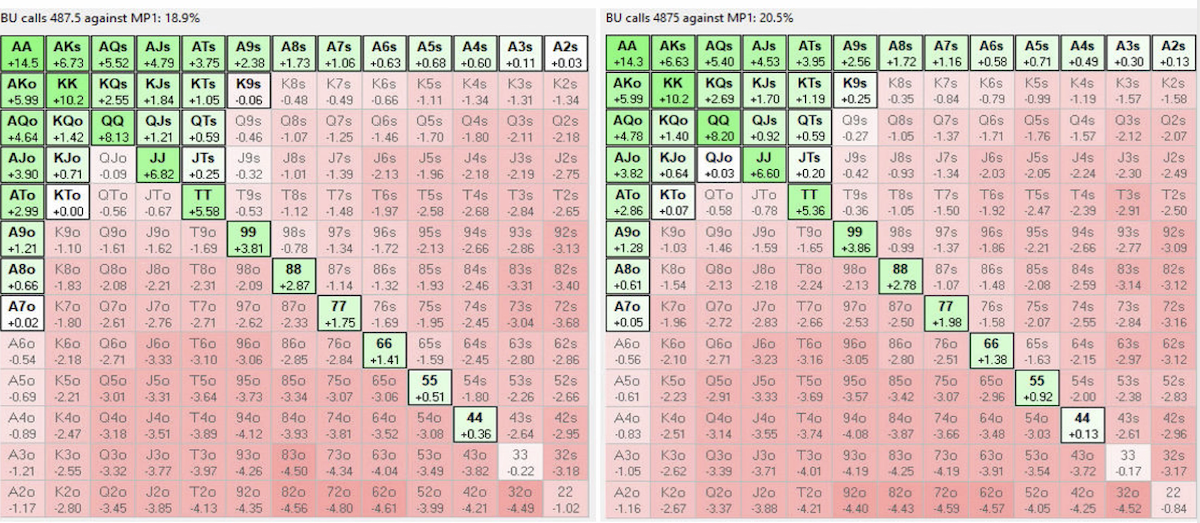 BU calls 487.5 against MP1: 18.9%
AA AKs AQs AJs ATs A9s A8s A7s A6s A5s A4s A3s A2s
+14.5 +6.73 +5.52 +4.79 +3.75 +2.38 +1.73 +1.06 +0.63 +0.68 +0.60 +0.11 +0.03
AKo KK KQs KJs KTs K9s K8s K7s K6s K5s K4s K3s K2s
+5.99 +10.2 +2.55 +1.84 +1.05 -0.06 -0.48 -0.49 -0.66 -1.11 -1.34 -1.31 -1.34
AQo KQo QQ QJs QTs Q9s Q8s Q7s Q6s Q5s Q4s Q3s Q2s
+4.64 +1.42 +8.13 +1.21 +0.59 -0.46 -1.07 -1.25 -1.46 -1.70 -1.80 -2.11 -2.18
AJo KJo QJo JJ JTs J9s J8s J7s J6s J5s J4s J3s J2s
+3.90 +0.71 -0.09 +6.82 +0.25 -0.32 -1.01 -1.39 -2.13 -1.96 -2.18 -2.19 -2.75
ATo KTo QTo JTo TT T9s T8s T7s T6s T5s T4s T3s T2s
+2.99 +0.00 -0.56 -0.67 +5.58 -0.53 -1.12 -1.48 -1.97 -2.58 -2.68 -2.84 -2.65
A9o K9o Q9o J9o T9o 99 98s 97s 96s 95s 94s 93s 92s
+1.21 -1.10 -1.61 -1.62 -1.69 +3.81 -0.78 -1.34 -1.72 -2.13 -2.66 -2.86 -3.13
A8o K8o Q8o J8o T8o 98o 88 87s 86s 85s 84s 83s 82s
+0.66 -1.83 -2.08 -2.21 -2.31 -2.09 +2.87 -1.14 -1.32 -1.93 -2.46 -3.31 -3.40
A7o K7o Q7o J7o T7o 97o 87o 77 76s 75s 74s 73s 72s
+0.02 -1.80 -2.61 -2.76 -2.71 -2.62 -2.33 +1.75 -1.69 -1.95 -2.45 -3.04 -3.68
A6o K6o Q6o J6o T6o 96o 86o 76o 66 65s 64s 63s 62s
-0.54 -2.18 -2.71 -3.33 -3.10 -3.06 -2.85 -2.84 +1.41 -1.59 -2.45 -2.80 -2.86
A5o K5o Q5o J5o T5o 95o 85o 75o 65o 55 54s 53s 52s
-0.69 -2.21 -3.01 -3.31 -3.64 -3.73 -3.34 -3.07 -3.06 +0.51 -1.80 -2.26 -2.66
A4o K4o Q4o J4o T4o 94o 84o 74o 64o 54o 44 43s 42s
-0.89 -2.47 -3.18 -3.51 -3.89 -4.12 -3.93 -3.81 -3.52 -3.08 +0.36 -2.64 -2.95
A3o K3o Q3o J3o T3o 93o 83o 73o 63o 53o 43o 33 32s
-1.21 -2.55 -3.32 -3.77 -3.97 -4.26 -4.50 -4.34 -4.04 -3.49 -3.82 -0.22 -3.18
A2o K2o Q2o J2o T2o 92o 82o 72o 62o 52o 42o 32o 22
-1.17 -2.80 -3.45 -3.85 -4.13 -4.35 -4.56 -4.80 -4.61 -3.99 -4.21 -4.49 -1.02
BU calls 4875 against MP1: 20.5%
AA AKs AQs AJs ATs A9s A8s A7s A6s A5s A4s A3s A2s
+14.3 +6.63 +5.40 +4.53 +3.95 +2.56 +1.72 +1.16 +0.58 +0.71 +0.49 +0.30 +0.13
AKo KK KQs KJs KTs K9s K8s K7s K6s K5s K4s K3s K2s
+5.99 +10.2 +2.69 +1.70 +1.19 +0.25 -0.35 -0.84 -0.79 -0.99 -1.19 -1.57 -1.58
AQo KQo QQ QJs QTs Q9s Q8s Q7s Q6s Q5s Q4s Q3s Q2s
+4.78 +1.40 +8.20 +0.92 +0.59 -0.27 -1.05 -1.37 -1.71 -1.76 -1.57 -2.12 -2.07
AJo KJo QJo JJ JTs J9s J8s J7s J6s J5s J4s J3s J2s
+3.82 +0.64 +0.03 +6.60 +0.20 -0.42 -0.93 -1.34 -2.03 -2.05 -2.24 -2.30 -2.49
ATo KTo QTo JTo TT T9s T8s T7s T6s T5s T4s T3s T2s
+2.86 +0.07 -0.58 -0.78 +5.36 -0.36 -1.05 -1.50 -1.92 -2.47 -2.39 -2.91 -2.50
A9o K9o Q9o J9o T9o 99 98s 97s 96s 95s 94s 93s 92s
+1.28 -1.03 -1.46 -1.59 -1.65 +3.86 -0.99 -1.37 -1.86 -2.21 -2.66 -2.77 -3.09
A8o K8o Q8o J8o T8o 98o 88 87s 86s 85s 84s 83s 82s
+0.61 -1.54 -2.13 -2.18 -2.24 -2.13 +2.78 -1.07 -1.48 -2.08 -2.59 -3.14 -3.12
A7o K7o Q7o J7o T7o 97o 87o 77 76s 75s 74s 73s 72s
+0.05 -1.96 -2.72 -2.83 -2.66 -2.53 -2.50 +1.98 -1.58 -2.07 -2.55 -2.84 -3.16
A6o K6o Q6o J6o T6o 96o 86o 76o 66 65s 64s 63s 62s
-0.56 -2.10 -2.71 -3.23 -3.16 -3.05 -2.80 -2.51 +1.38 -1.63 -2.15 -2.97 -3.12
A5o K5o Q5o J5o T5o 95o 85o 75o 65o 55 54s 53s 52s
-0.61 -2.23 -2.91 -3.33 -3.69 -3.57 -3.42 -3.07 -2.96 +0.92 -2.00 -2.38 -2.83
A4o K4o Q4o J4o T4o 94o 84o 74o 64o 54o 44 43s 42s
-0.83 -2.51 -3.14 -3.55 -3.74 -4.08 -3.87 -3.66 -3.48 -3.03 +0.13 -2.61 -2.96
A3o K3o Q3o J3o T3o 93o 83o 73o 63o 53o 43o 33 32s
-1.05 -2.62 -3.39 -3.71 -4.01 -4.19 -4.25 -4.19 -3.91 -3.54 -3.72 -0.17 -3.17
A2o K2o Q2o J2o T2o 92o 82o 72o 62o 52o 42o 32o 22
-1.16 -2.67 -3.37 -3.88 -4.21 -4.40 -4.43 -4.59 -4.57 -4.05 -4.25 -4.52 -0.84